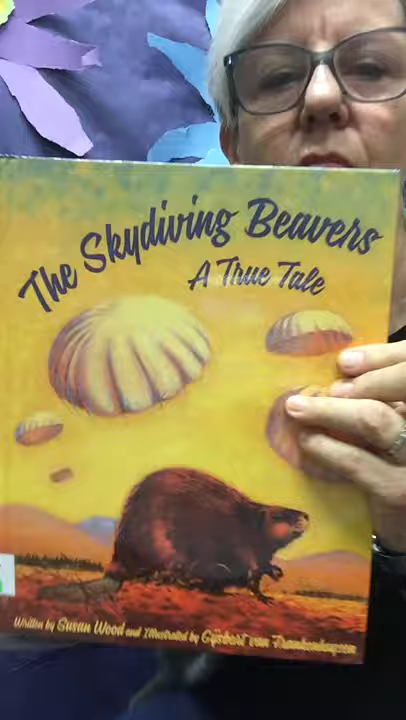 The Skydiving Beavers
A True Tale
Written by Susan Wood and Illustrated by Gijsbert van Frankenhuyzen